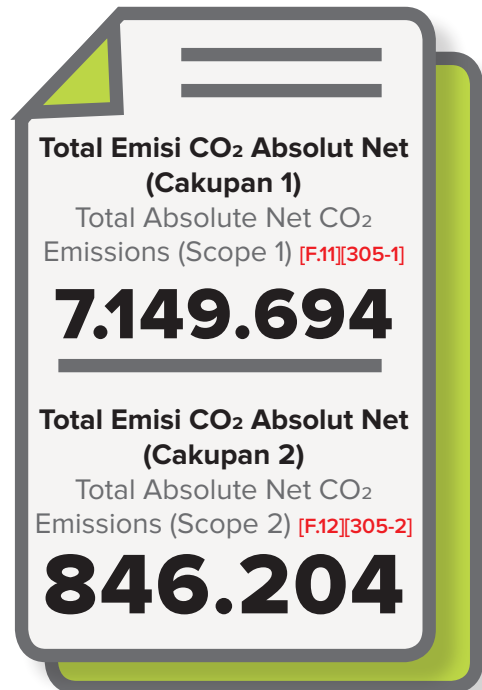 Total Emisi CO₂ Absolut Net
(Cakupan 1)
Total Absolute Net CO₂
Emissions (Scope 1) [F.11][305-1]
7.149.694
Total Emisi CO₂ Absolut Net
(Cakupan 2)
Total Absolute Net CO₂
Emissions (Scope 2) [F.12][305-2]
846.204